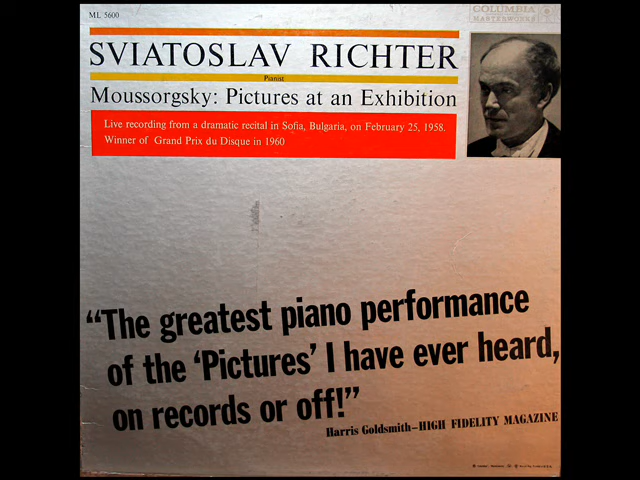 ML 5600
COLUMBIA
MASTERWORKS
SVIATOSLAV RICHTER
Pianist
Moussorgsky: Pictures at an Exhibition
Live recording from a dramatic recital in Sofia, Bulgaria, on February 25, 1958.
Winner of Grand Prix du Disque in 1960
“The greatest piano performance
of the ‘Pictures’ I have ever heard,
on records or off!”
Harris Goldsmith—HIGH FIDELITY MAGAZINE